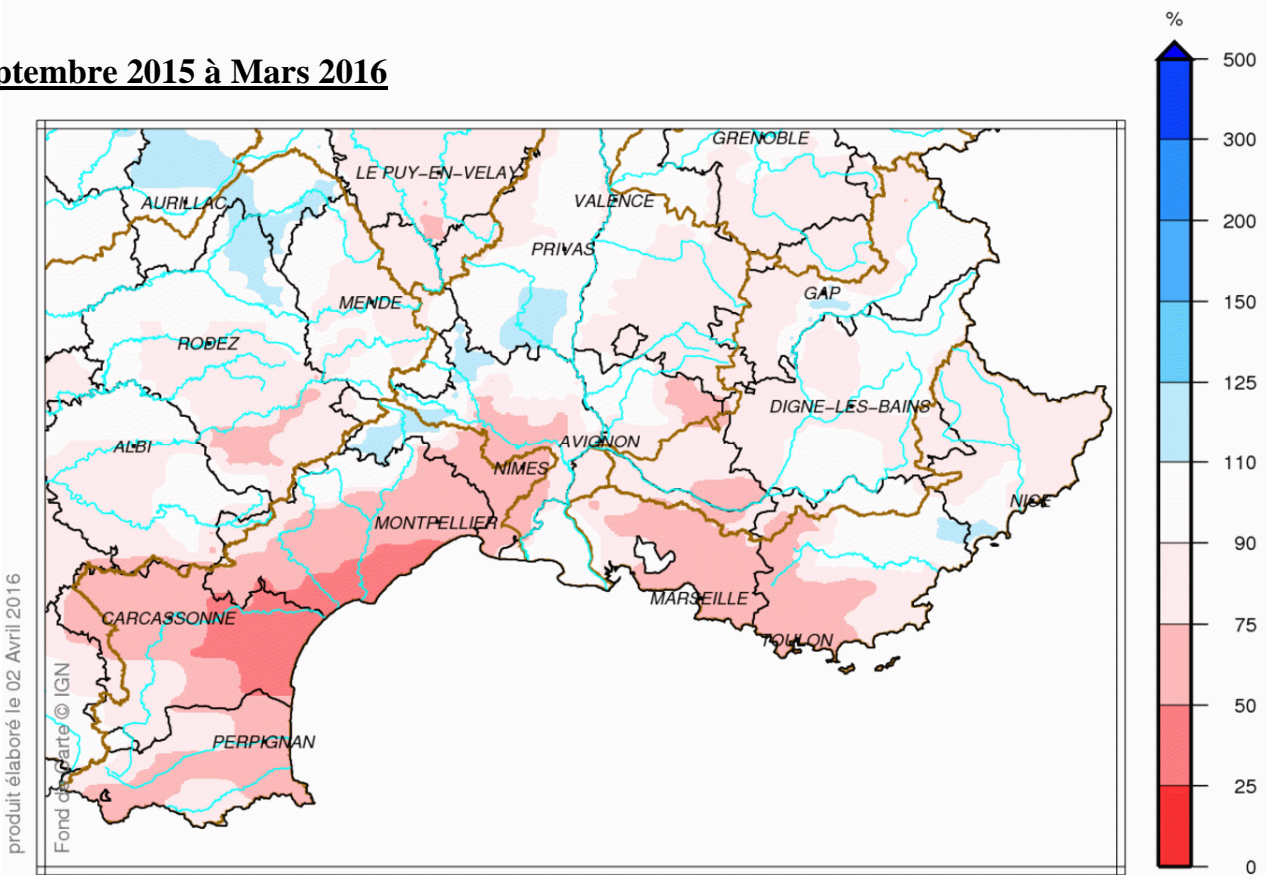 %
ptembre 2015 à Mars 2016
500
300
200
150
125
110
90
75
50
25
0
GRENOBLE
LE PUY-EN-VELAY
AURILLAC
VALENCE
PRIVAS
GAP
MENDE
RODEZ
DIGNE-LES-BAINS
AVIGNON
ALBI
NIMES
NICE
MONTPELLIER
MARSEILLE
CARCASSONNE
TOULON
PERPIGNAN
produit élaboré le 02 Avril 2016
Fond de Carte © IGN